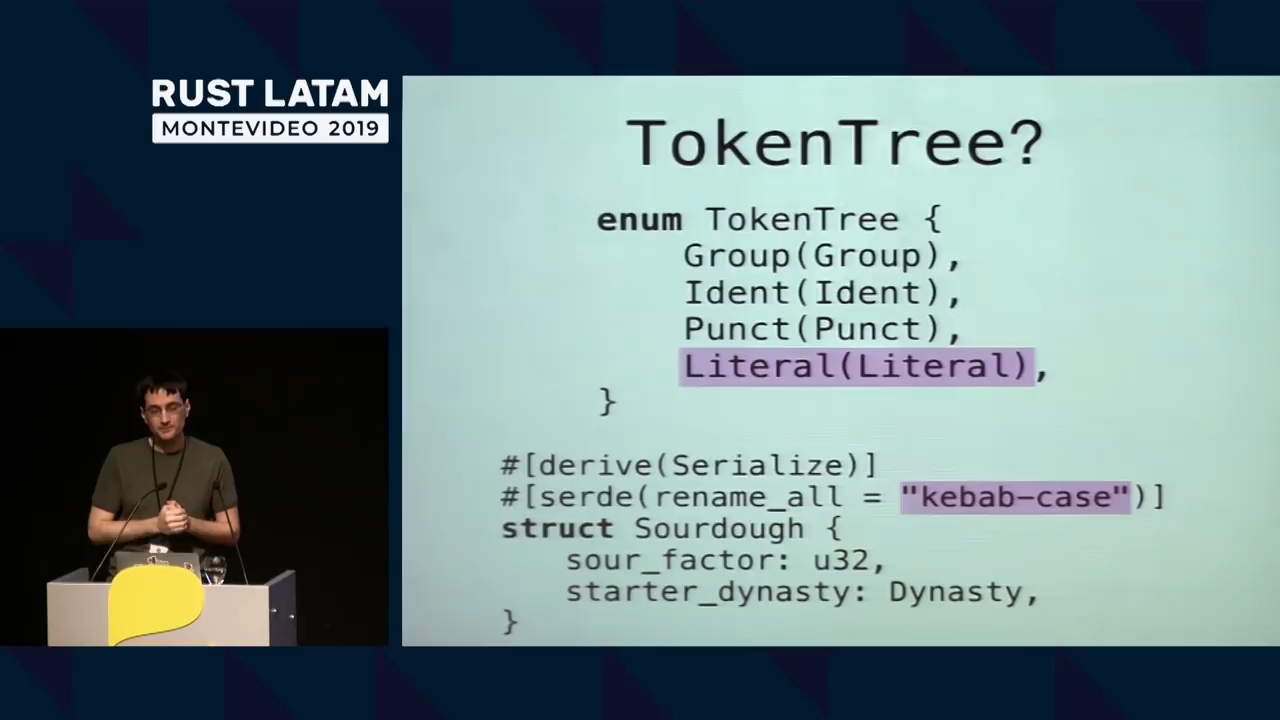 RUST LATAM
MONTEVIDEO 2019
TokenTree?
enum TokenTree {
Group(Group),
Ident(Ident),
Punct(Punct),
Literal(Literal),
}
#[derive(Serialize)]
#[serde(rename_all = "kebab-case")]
struct Sourdough {
sour_factor: u32,
starter_dynasty: Dynasty,
}